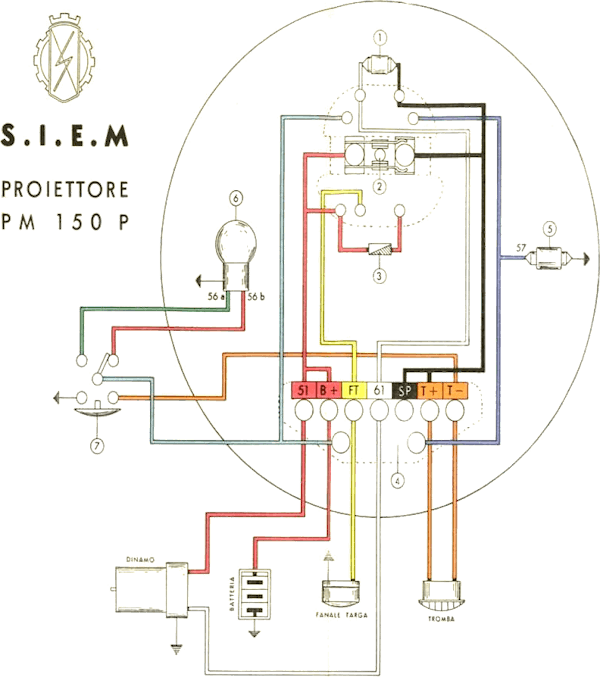 S.I.E.M
PROIETTORE
PM 150 P
1
2
3
6
5
57
56 a 56 b
51 B+ FT 61 SP T+ T-
7
4
DINAMO
BATTERIA
FANALE TARGA
TROMBA